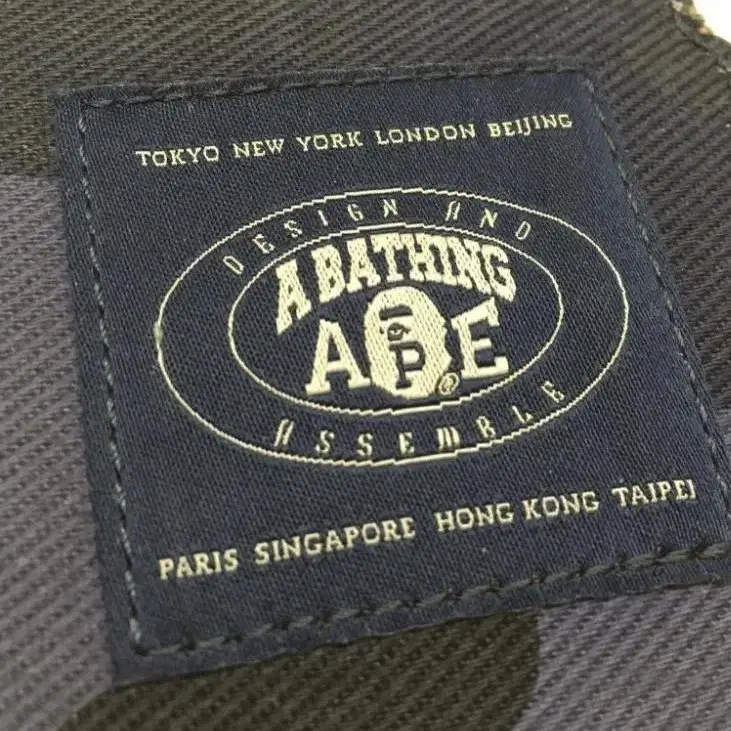 TOKYO NEW YORK LONDON BEIJING
DESIGN AND
A BATHING
APE®
ASSEMBLE
PARIS SINGAPORE HONG KONG TAIPEI